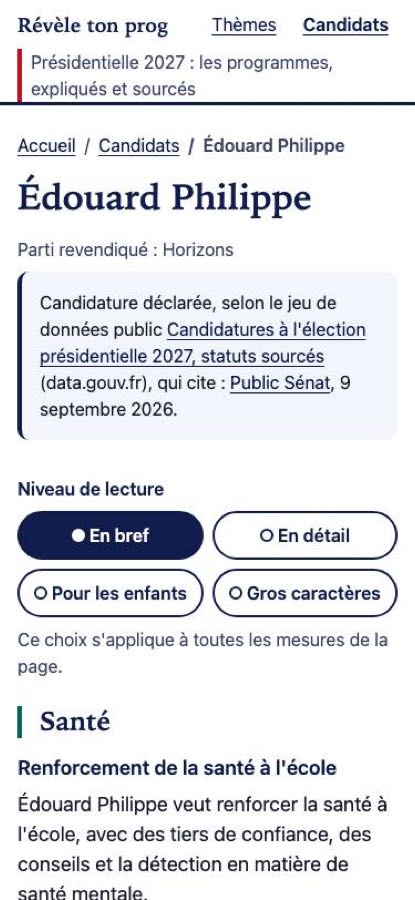 Révèle ton prog Thèmes Candidats
Présidentielle 2027 : les programmes,
expliqués et sourcés
Accueil / Candidats / Édouard Philippe
Édouard Philippe
Parti revendiqué : Horizons
Candidature déclarée, selon le jeu de
données public Candidatures à l'élection
présidentielle 2027, statuts sourcés
(data.gouv.fr), qui cite : Public Sénat, 9
septembre 2026.
Niveau de lecture
En bref
En détail
Pour les enfants
Gros caractères
Ce choix s'applique à toutes les mesures de la
page.
Santé
Renforcement de la santé à l'école
Édouard Philippe veut renforcer la santé à
l'école, avec des tiers de confiance, des
conseils et la détection en matière de
santé mentale.